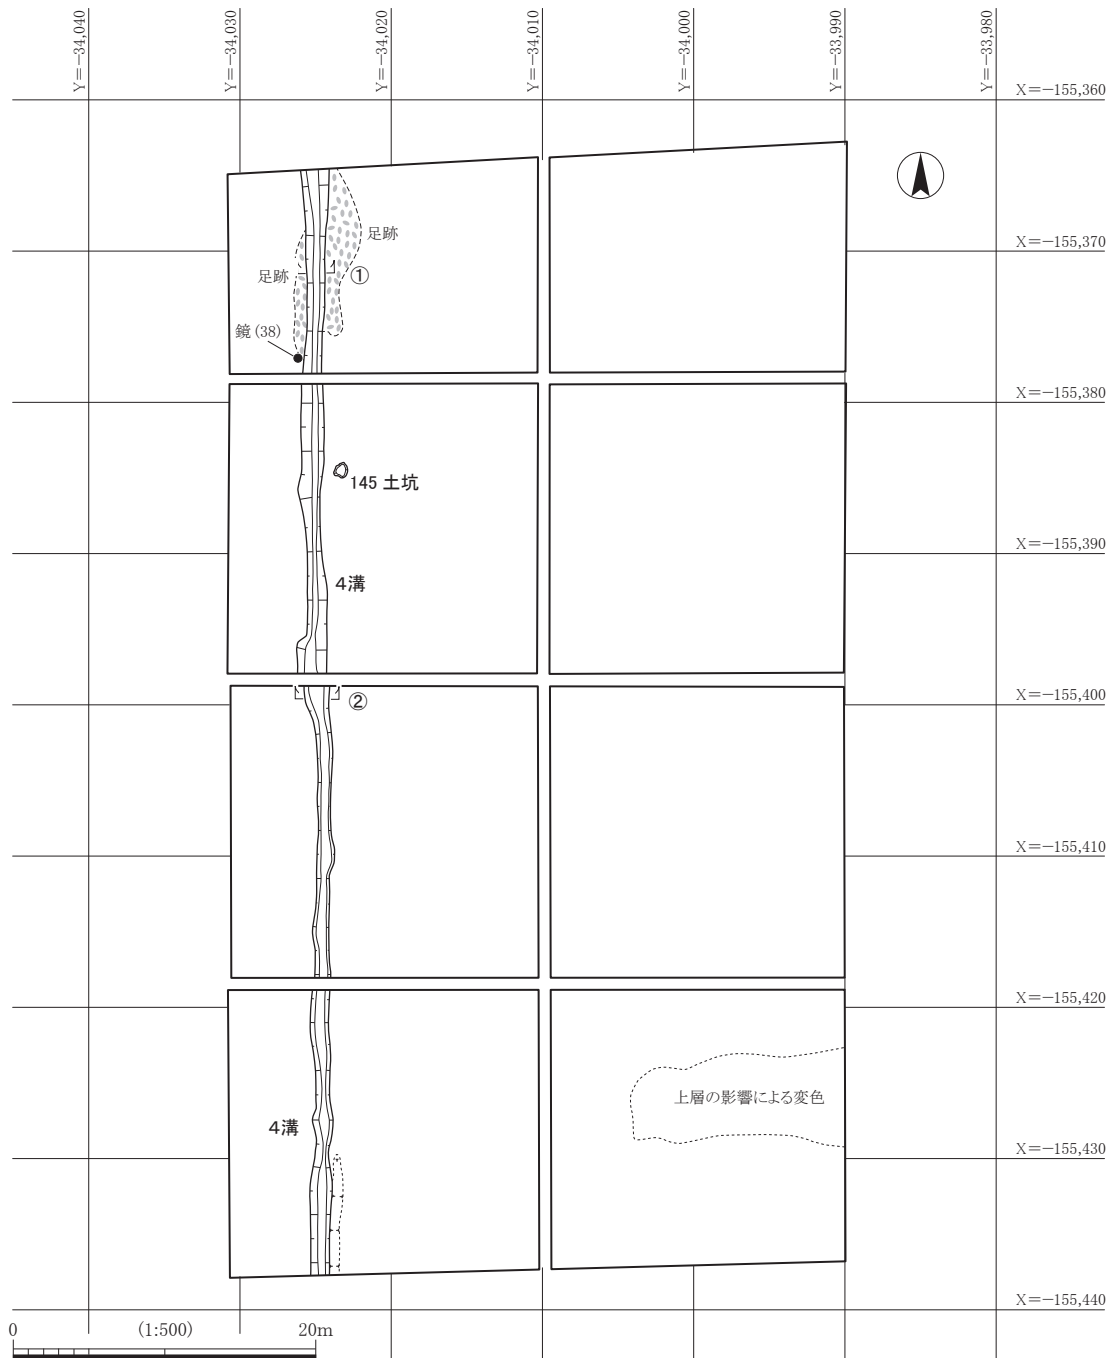 Y=−34,040
Y=−34,030
Y=−34,020
Y=−34,010
Y=−34,000
Y=−33,990
Y=−33,980
X=−155,360
足跡
X=−155,370
足跡
①
鏡(38)
X=−155,380
145 土坑
X=−155,390
4溝
②
X=−155,400
X=−155,410
X=−155,420
上層の影響による変色
4溝
X=−155,430
X=−155,440
0 (1:500) 20m